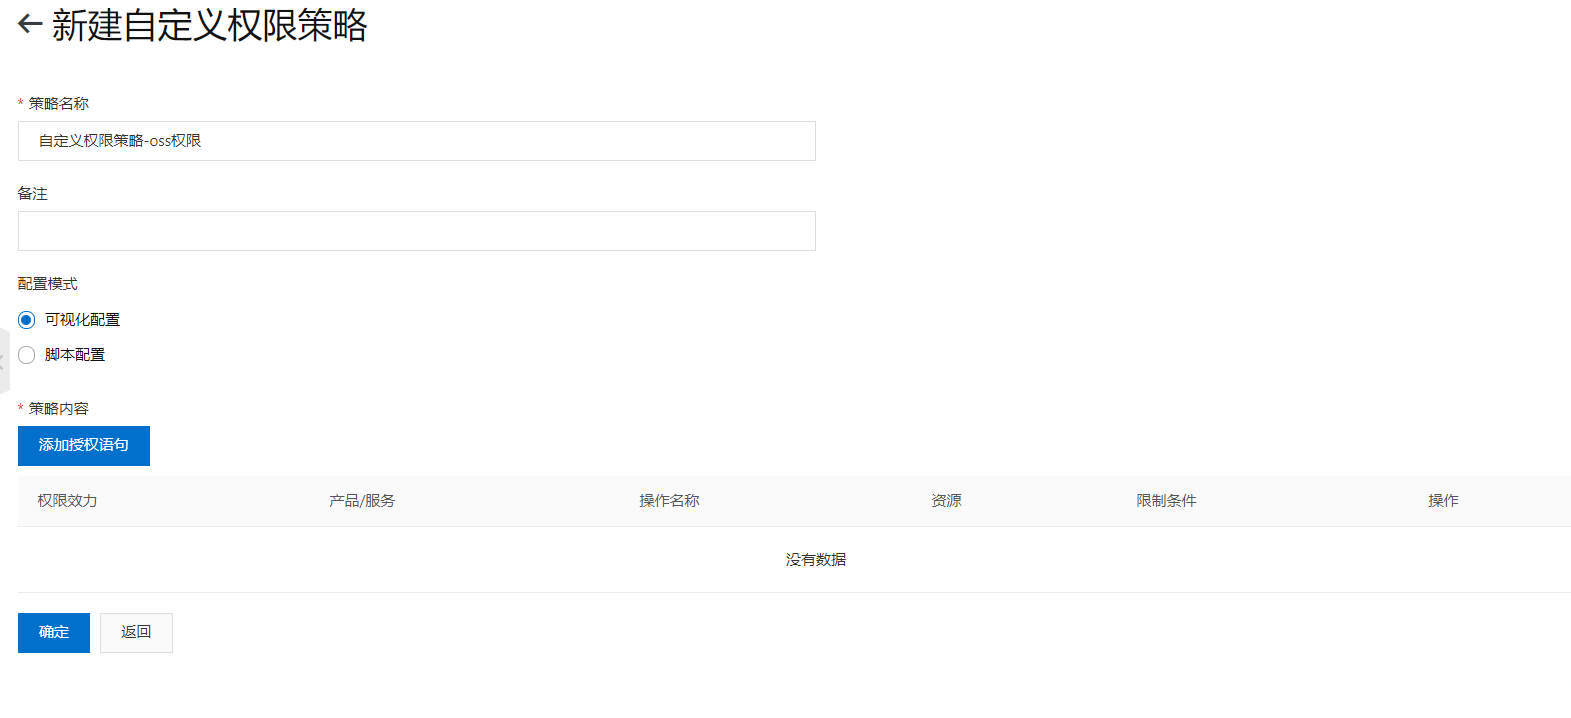 新建自定义权限策略
* 策略名称
自定义权限策略-oss权限
备注
配置模式
可视化配置
脚本配置
* 策略内容
添加授权语句
权限效力 产品/服务 操作名称 资源 限制条件 操作
没有数据
确定 返回